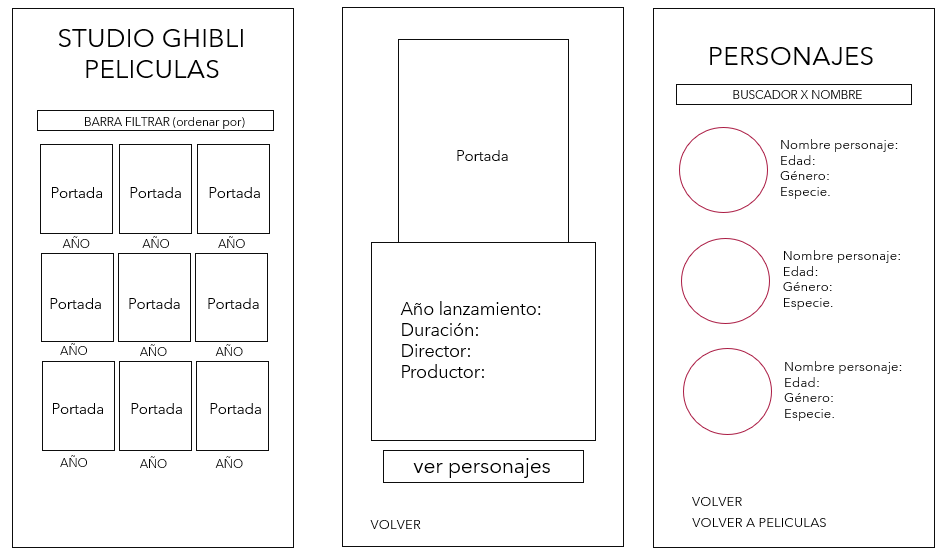 STUDIO GHIBLI
PELICULAS
BARRA FILTRAR (ordenar por)
Portada Portada Portada
AÑO AÑO AÑO
Portada Portada Portada
AÑO AÑO AÑO
Portada Portada Portada
AÑO AÑO AÑO
Portada
Año lanzamiento:
Duración:
Director:
Productor:
ver personajes
VOLVER
PERSONAJES
BUSCADOR X NOMBRE
Nombre personaje:
Edad:
Género:
Especie.
Nombre personaje:
Edad:
Género:
Especie.
Nombre personaje:
Edad:
Género:
Especie.
VOLVER
VOLVER A PELICULAS